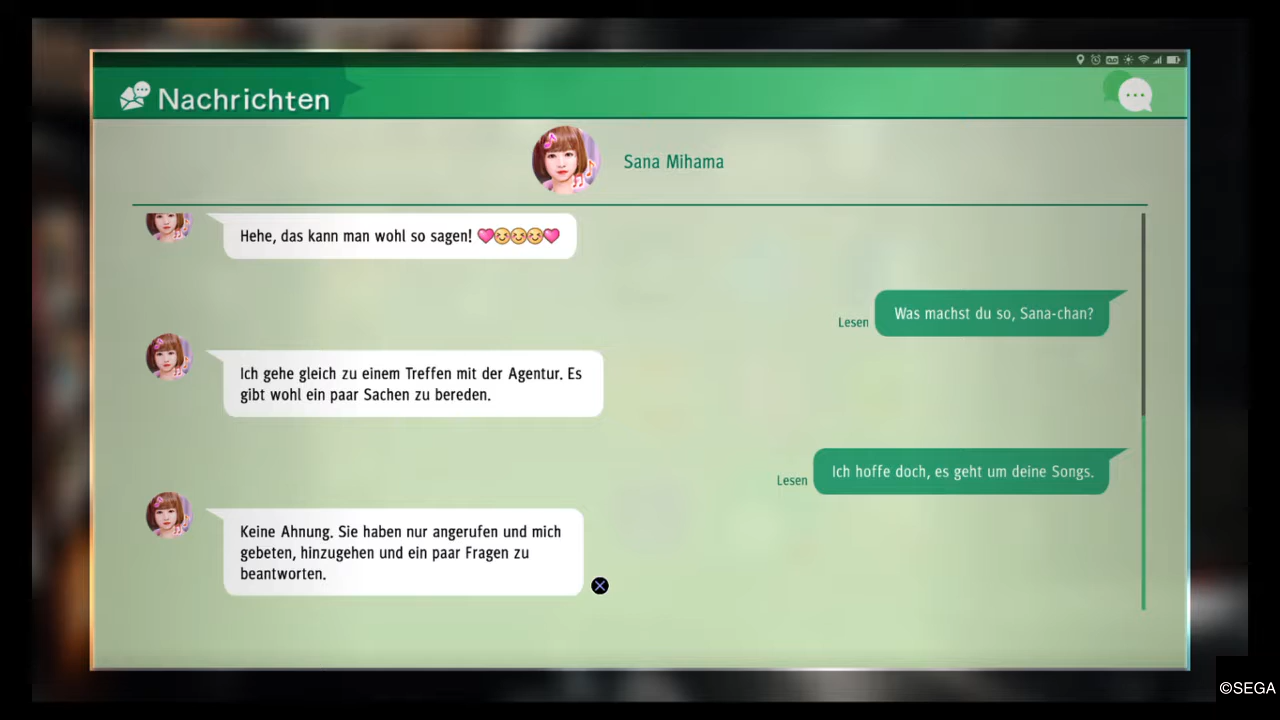 Nachrichten
Sana Mihama
Hehe, das kann man wohl so sagen! 💗😆😆😆💗
Was machst du so, Sana-chan?
Lesen
Ich gehe gleich zu einem Treffen mit der Agentur. Es
gibt wohl ein paar Sachen zu bereden.
Ich hoffe doch, es geht um deine Songs.
Lesen
Keine Ahnung. Sie haben nur angerufen und mich
gebeten, hinzugehen und ein paar Fragen zu
beantworten.
©SEGA